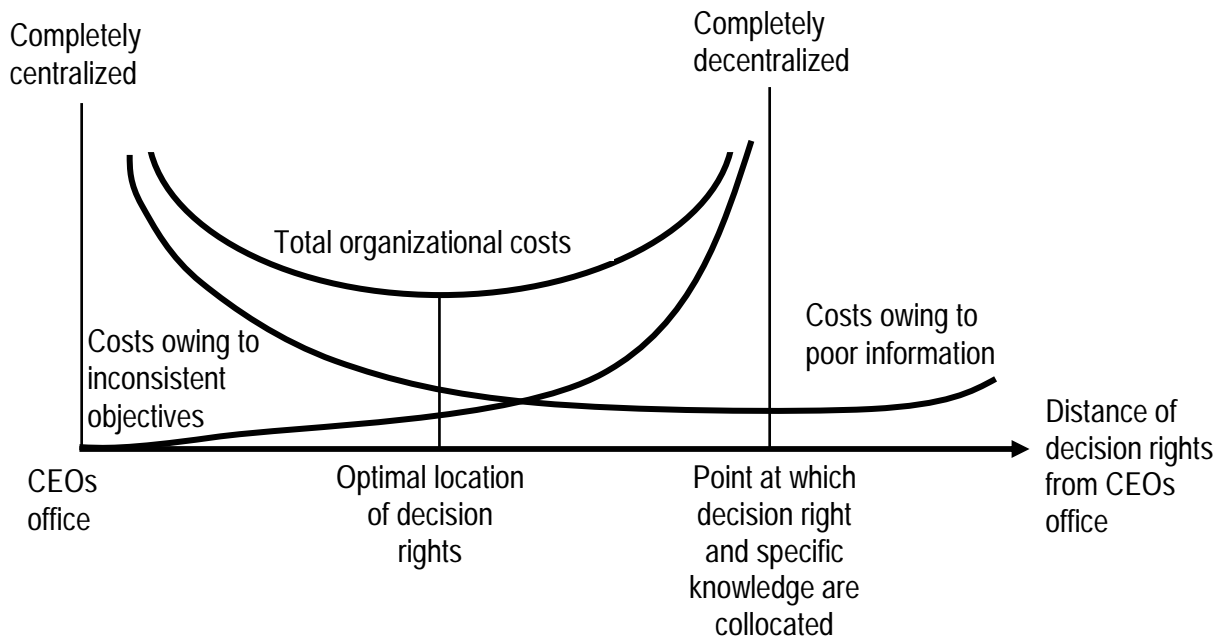 Completely
centralized
Completely
decentralized
Total organizational costs
Costs owing to
inconsistent
objectives
Costs owing to
poor information
Distance of
decision rights
from CEOs
office
CEOs
office
Optimal location
of decision
rights
Point at which
decision right
and specific
knowledge are
collocated